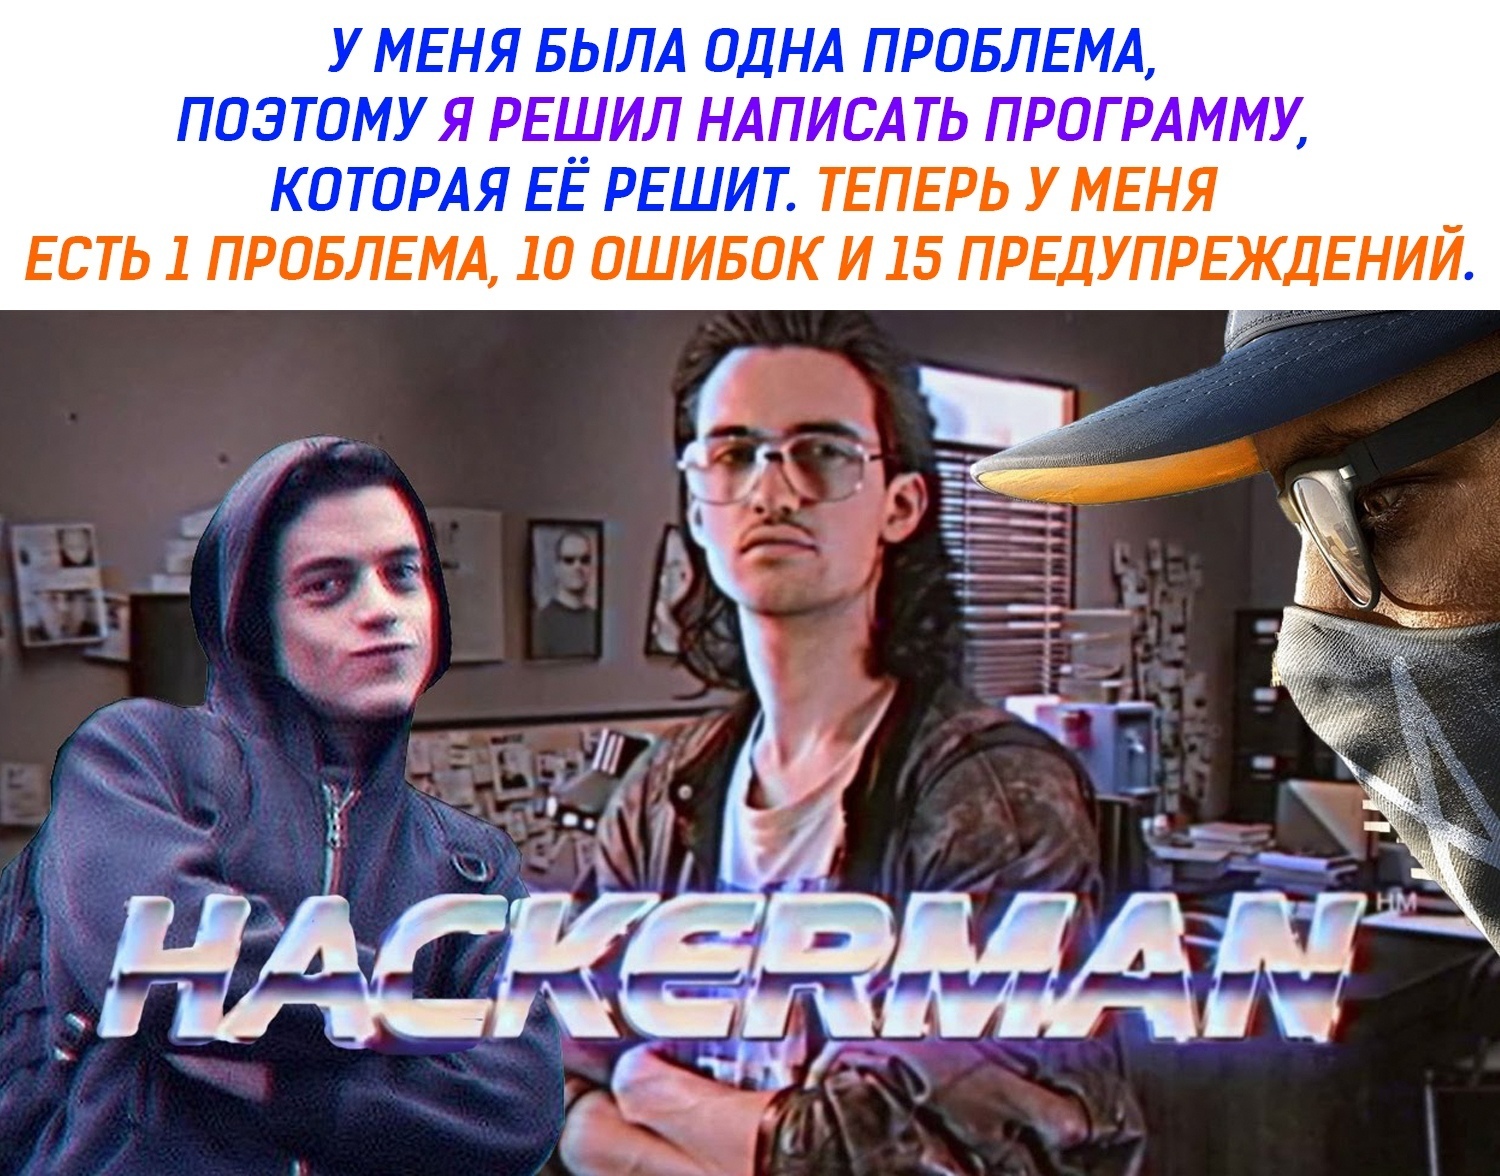 У МЕНЯ БЫЛА ОДНА ПРОБЛЕМА,
ПОЭТОМУ Я РЕШИЛ НАПИСАТЬ ПРОГРАММУ,
КОТОРАЯ ЕЁ РЕШИТ. ТЕПЕРЬ У МЕНЯ
ЕСТЬ 1 ПРОБЛЕМА, 10 ОШИБОК И 15 ПРЕДУПРЕЖДЕНИЙ.
HACKERMAN
HM